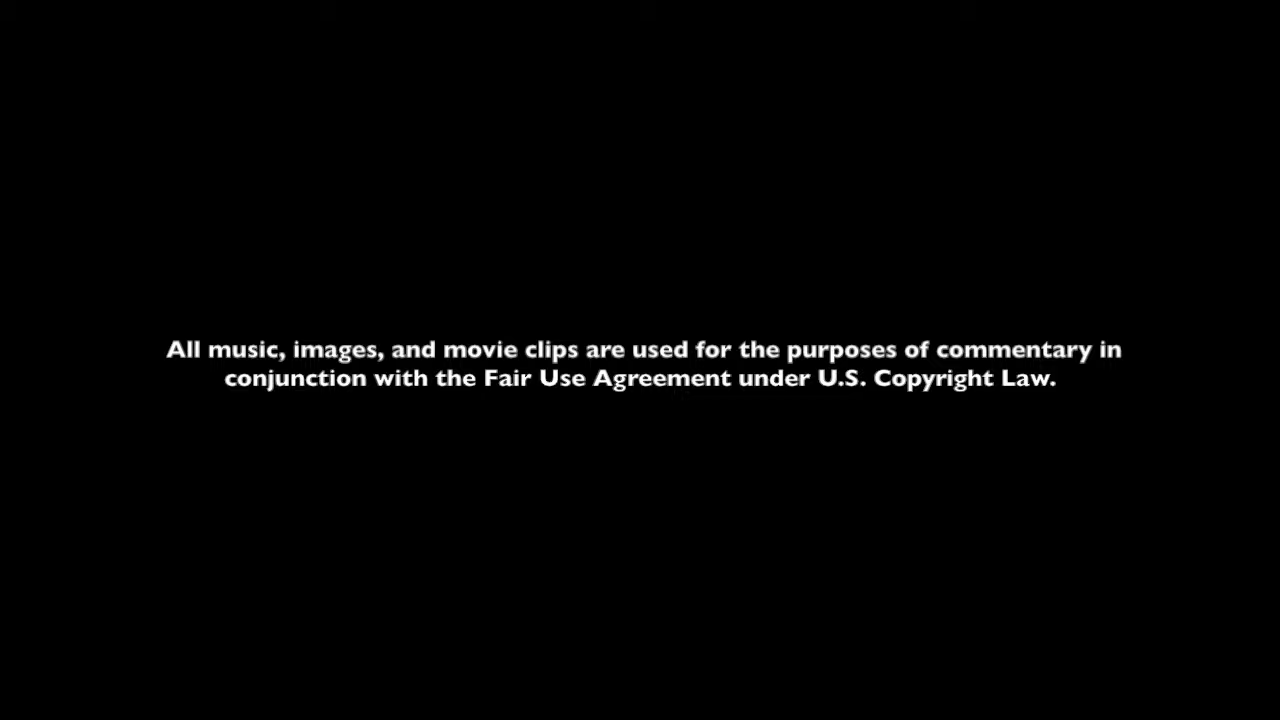 All music, images, and movie clips are used for the purposes of commentary in
conjunction with the Fair Use Agreement under U.S. Copyright Law.